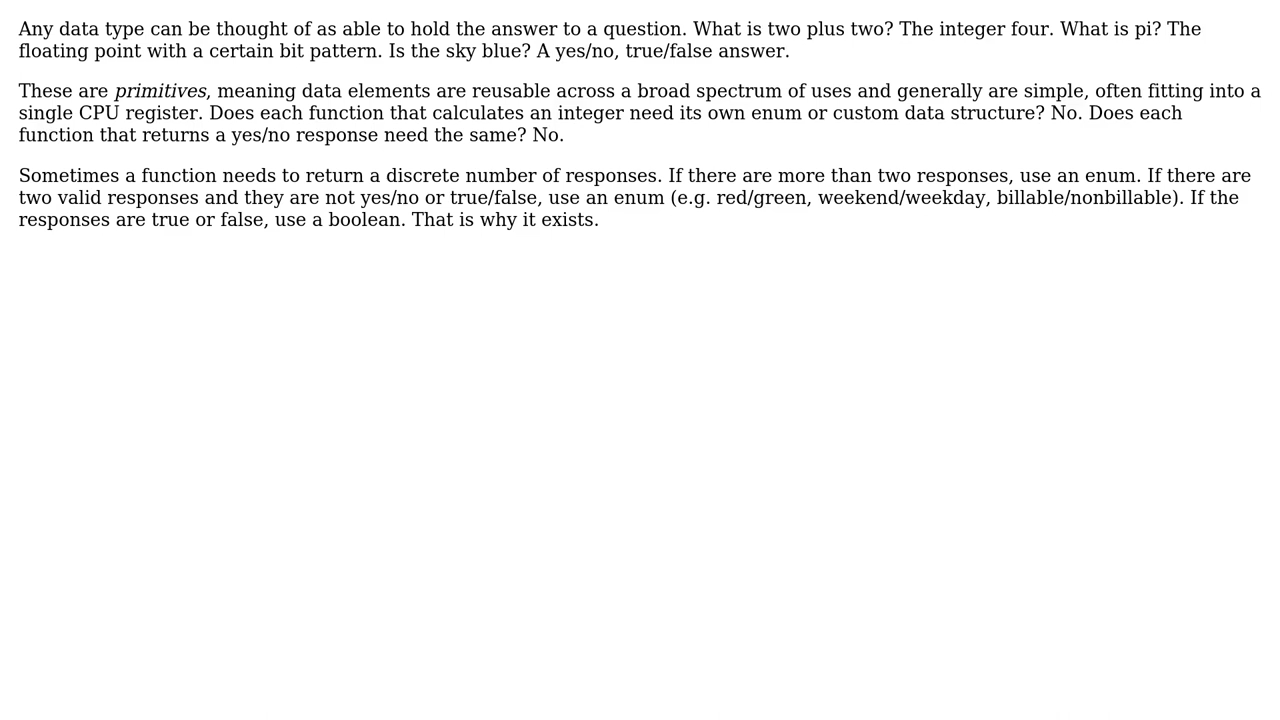 Any data type can be thought of as able to hold the answer to a question. What is two plus two? The integer four. What is pi? The
floating point with a certain bit pattern. Is the sky blue? A yes/no, true/false answer.
These are primitives, meaning data elements are reusable across a broad spectrum of uses and generally are simple, often fitting into a
single CPU register. Does each function that calculates an integer need its own enum or custom data structure? No. Does each
function that returns a yes/no response need the same? No.
Sometimes a function needs to return a discrete number of responses. If there are more than two responses, use an enum. If there are
two valid responses and they are not yes/no or true/false, use an enum (e.g. red/green, weekend/weekday, billable/nonbillable). If the
responses are true or false, use a boolean. That is why it exists.